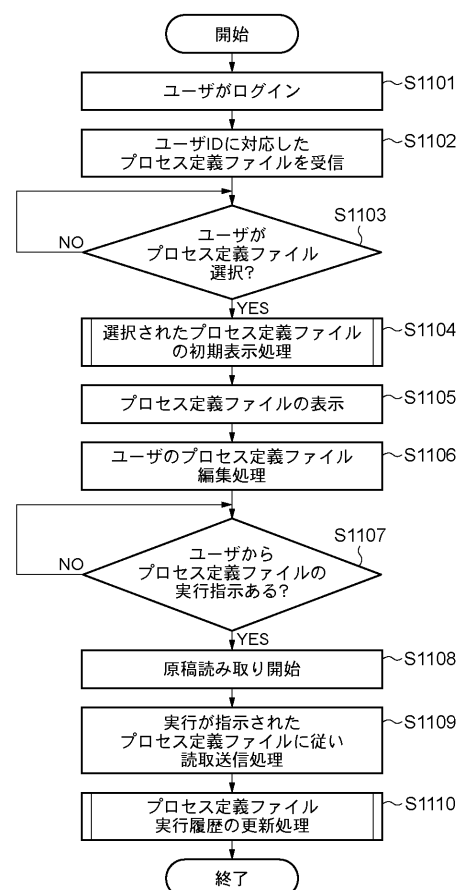 開始
ユーザがログイン
S1101
ユーザIDに対応した
プロセス定義ファイルを受信
S1102
S1103
ユーザが
プロセス定義ファイル
選択?
NO
YES
選択されたプロセス定義ファイル
の初期表示処理
S1104
プロセス定義ファイルの表示
S1105
ユーザのプロセス定義ファイル
編集処理
S1106
S1107
ユーザから
プロセス定義ファイルの
実行指示ある?
NO
YES
原稿読み取り開始
S1108
実行が指示された
プロセス定義ファイルに従い
読取送信処理
S1109
プロセス定義ファイル
実行履歴の更新処理
S1110
終了